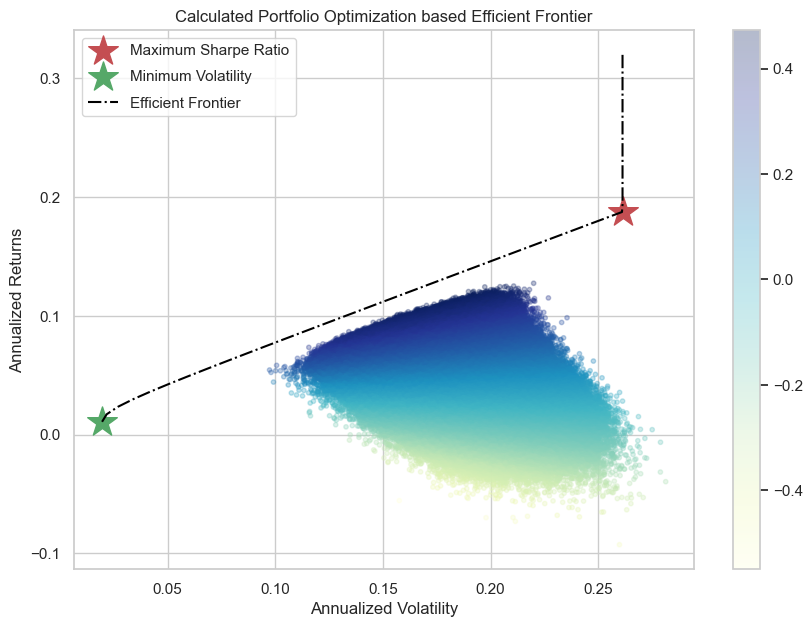 Calculated Portfolio Optimization based Efficient Frontier
Maximum Sharpe Ratio
Minimum Volatility
Efficient Frontier
Annualized Returns
0.3
0.2
0.1
0.0
−0.1
0.05
0.10
0.15
0.20
0.25
Annualized Volatility
0.4
0.2
0.0
−0.2
−0.4